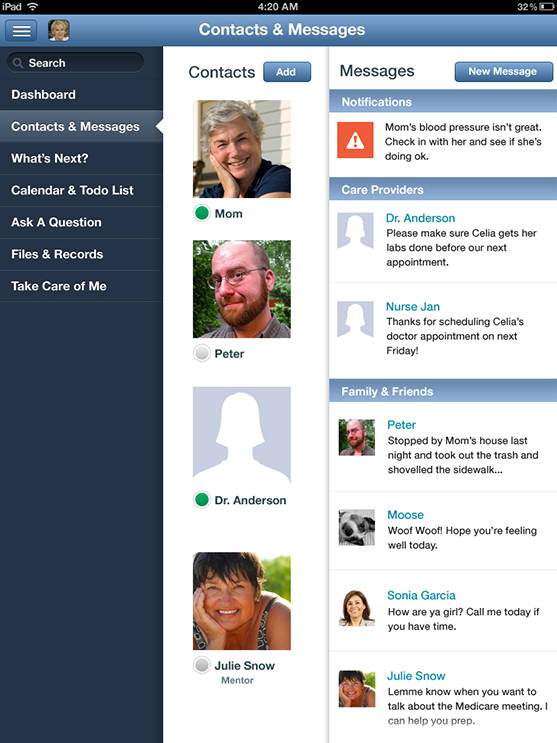 iPad
4:20 AM
32%
Contacts & Messages
Search
Dashboard
Contacts & Messages
What's Next?
Calendar & Todo List
Ask A Question
Files & Records
Take Care of Me
Contacts
Add
Mom
Peter
Dr. Anderson
Julie Snow
Mentor
Messages
New Message
Notifications
Mom's blood pressure isn't great.
Check in with her and see if she's
doing ok.
Care Providers
Dr. Anderson
Please make sure Celia gets her
labs done before our next
appointment.
Nurse Jan
Thanks for scheduling Celia's
doctor appointment on next
Friday!
Family & Friends
Peter
Stopped by Mom's house last
night and took out the trash and
shovelled the sidewalk...
Moose
Woof Woof! Hope you're feeling
well today.
Sonia Garcia
How are ya girl? Call me today if
you have time.
Julie Snow
Lemme know when you want to
talk about the Medicare meeting. I
can help you prep.